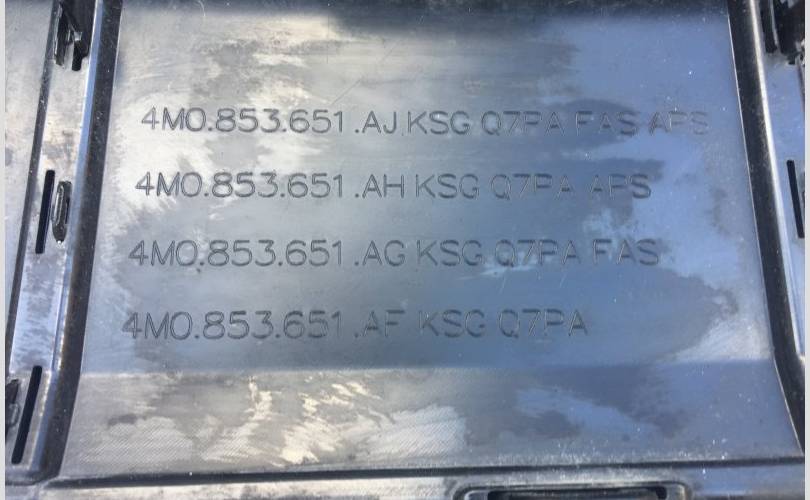 4M0.853.651.AJ KSG Q7PA FAS APS
4M0.853.651.AH KSG Q7PA APS
4M0.853.651.AG KSG Q7PA FAS
4M0.853.651.AF KSG Q7PA